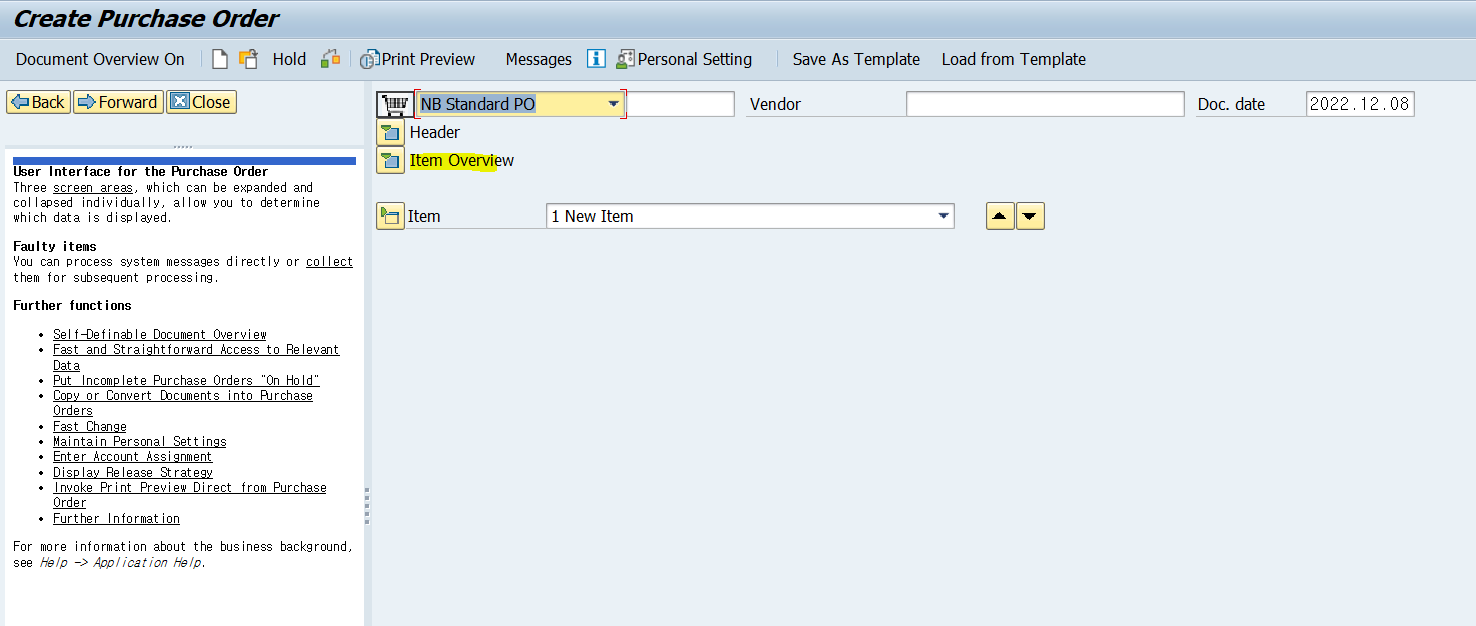 Create Purchase Order
Document Overview On Hold Print Preview Messages Personal Setting Save As Template Load from Template
Back Forward Close
User Interface for the Purchase Order
Three screen areas, which can be expanded and
collapsed individually, allow you to determine
which data is displayed.
Faulty items
You can process system messages directly or collect
them for subsequent processing.
Further functions
• Self-Definable Document Overview
• Fast and Straightforward Access to Relevant
Data
• Put Incomplete Purchase Orders "On Hold"
• Copy or Convert Documents into Purchase
Orders
• Fast Change
• Maintain Personal Settings
• Enter Account Assignment
• Display Release Strategy
• Invoke Print Preview Direct from Purchase
Order
• Further Information
For more information about the business background,
see Help -> Application Help.
NB Standard PO Vendor Doc. date 2022.12.08
Header
Item Overview
Item 1 New Item